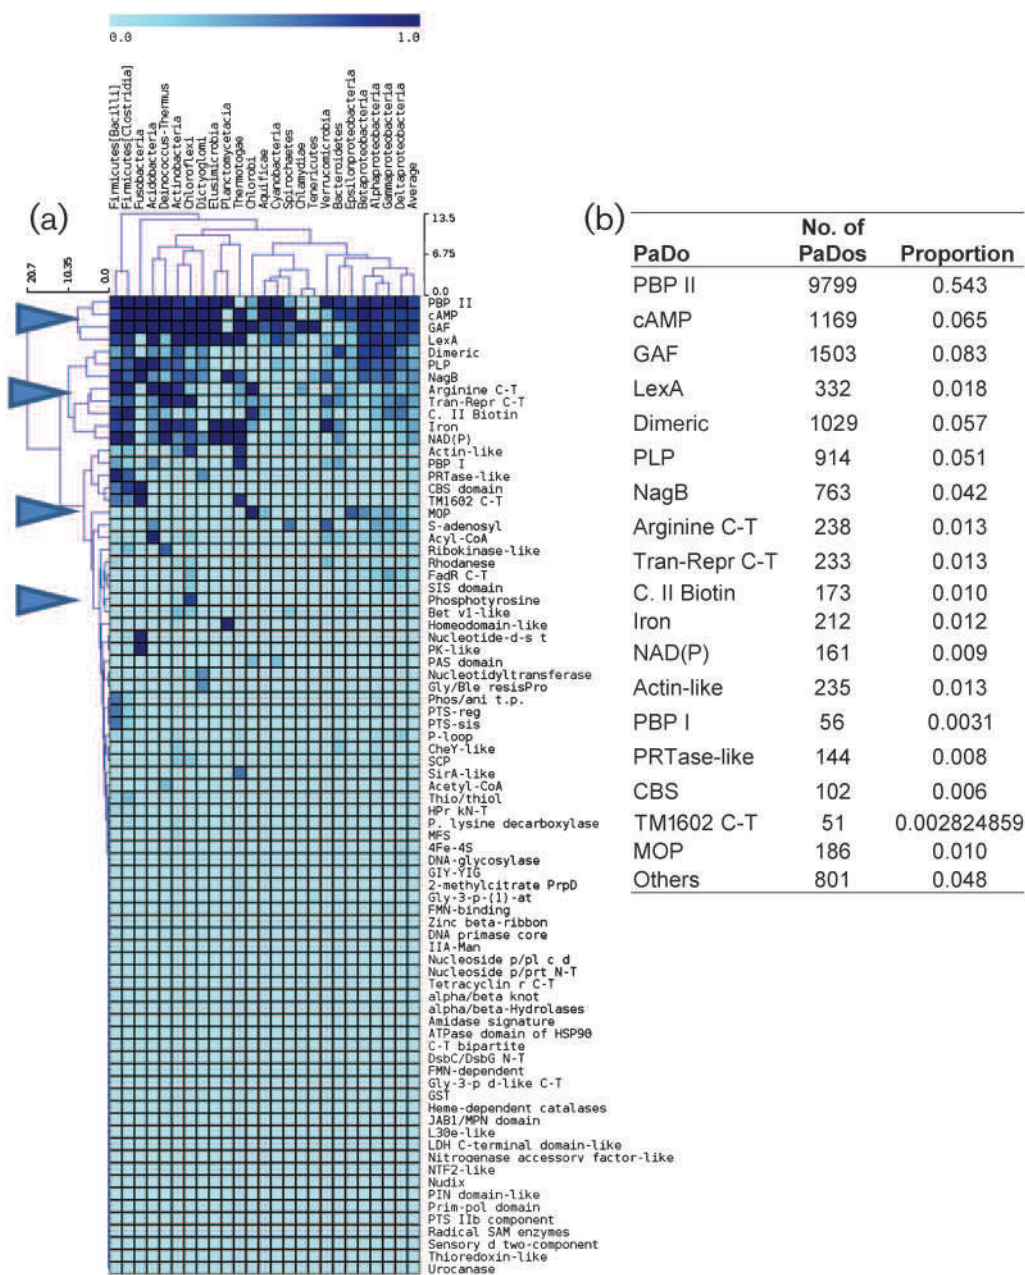 0.0 1.0
Firmicutes[Bacilli]
Firmicutes[Clostridia]
Fusobacteria
Acidobacteria
Deinococcus-Thermus
Actinobacteria
Chloroflexi
Dictyoglomi
Elusimicrobia
Planctomycetacia
Thermotogae
Chlorobi
Aquificae
Cyanobacteria
Spirochaetes
Chlamydiae
Tenericutes
Verrucomicrobia
Bacteroidetes
Epsilonproteobacteria
Betaproteobacteria
Alphaproteobacteria
Gammaproteobacteria
Deltaproteobacteria
Average
(a)
13.5
6.75
0.0
20.7
10.35
0.0
PBP II
cAMP
GAF
LexA
Dimeric
PLP
NagB
Arginine C-T
Tran-Repr C-T
C. II Biotin
Iron
NAD(P)
Actin-like
PBP I
PRTase-like
CBS domain
TM1602 C-T
MOP
S-adenosyl
Acyl-CoA
Ribokinase-like
Rhodanese
FadR C-T
SIS domain
Phosphotyrosine
Bet v1-like
Homeodomain-like
Nucleotide-d-s t
PK-like
PAS domain
Nucleotidyltransferase
Gly/Ble resisPro
Phos/ani t.p.
PTS-reg
PTS-sis
P-loop
CheY-like
SCP
SirA-like
Acetyl-CoA
Thio/thiol
HPr kN-T
P. lysine decarboxylase
MFS
4Fe-4S
DNA-glycosylase
GIY-YIG
2-methylcitrate PrpD
Gly-3-p-(1)-at
FMN-binding
Zinc beta-ribbon
DNA primase core
IIA-Man
Nucleoside p/pl c d
Nucleoside p/prt N-T
Tetracyclin r C-T
alpha/beta knot
alpha/beta-Hydrolases
Amidase signature
ATPase domain of HSP90
C-T bipartite
DsbC/DsbG N-T
FMN-dependent
Gly-3-p d-like C-T
GST
Heme-dependent catalases
JAB1/MPN domain
L30e-like
LDH C-terminal domain-like
Nitrogenase accessory factor-like
NTF2-like
Nudix
PIN domain-like
Prim-pol domain
PTS IIb component
Radical SAM enzymes
Sensory d two-component
Thioredoxin-like
Urocanase
(b)
No. of
PaDo PaDos Proportion
PBP II 9799 0.543
cAMP 1169 0.065
GAF 1503 0.083
LexA 332 0.018
Dimeric 1029 0.057
PLP 914 0.051
NagB 763 0.042
Arginine C-T 238 0.013
Tran-Repr C-T 233 0.013
C. II Biotin 173 0.010
Iron 212 0.012
NAD(P) 161 0.009
Actin-like 235 0.013
PBP I 56 0.0031
PRTase-like 144 0.008
CBS 102 0.006
TM1602 C-T 51 0.002824859
MOP 186 0.010
Others 801 0.048